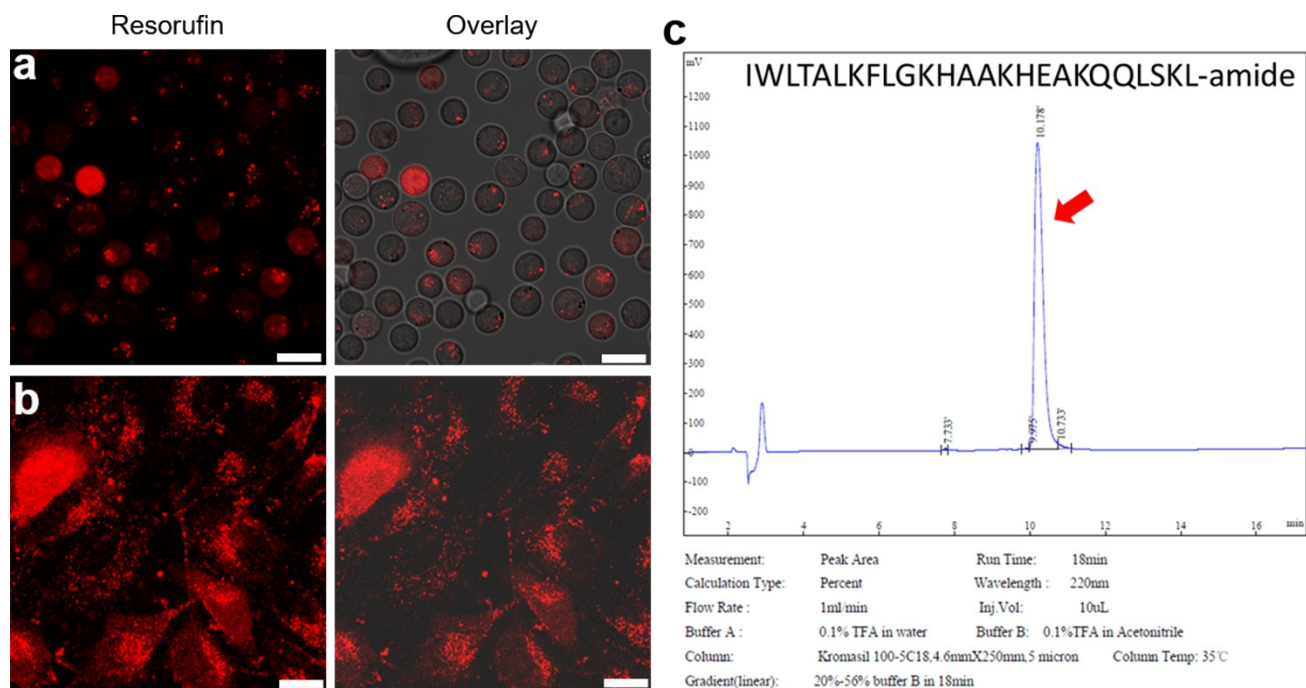 Resorufin
Overlay
a
b
c
mV
IWLTALKFLGKHAAKHEAKQQLSKL-amide
1200
1100
1000
900
800
700
600
500
400
300
200
100
0
-100
-200
7.733'
9.975'
10.178'
10.733'
2 4 6 8 10 12 14 16 min
Measurement: Peak Area Run Time: 18min
Calculation Type: Percent Wavelength : 220nm
Flow Rate : 1ml/min Inj.Vol: 10uL
Buffer A : 0.1% TFA in water Buffer B: 0.1%TFA in Acetonitrile
Column: Kromasil 100-5C18,4.6mmX250mm,5 micron Column Temp: 35℃
Gradient(linear): 20%-56% buffer B in 18min